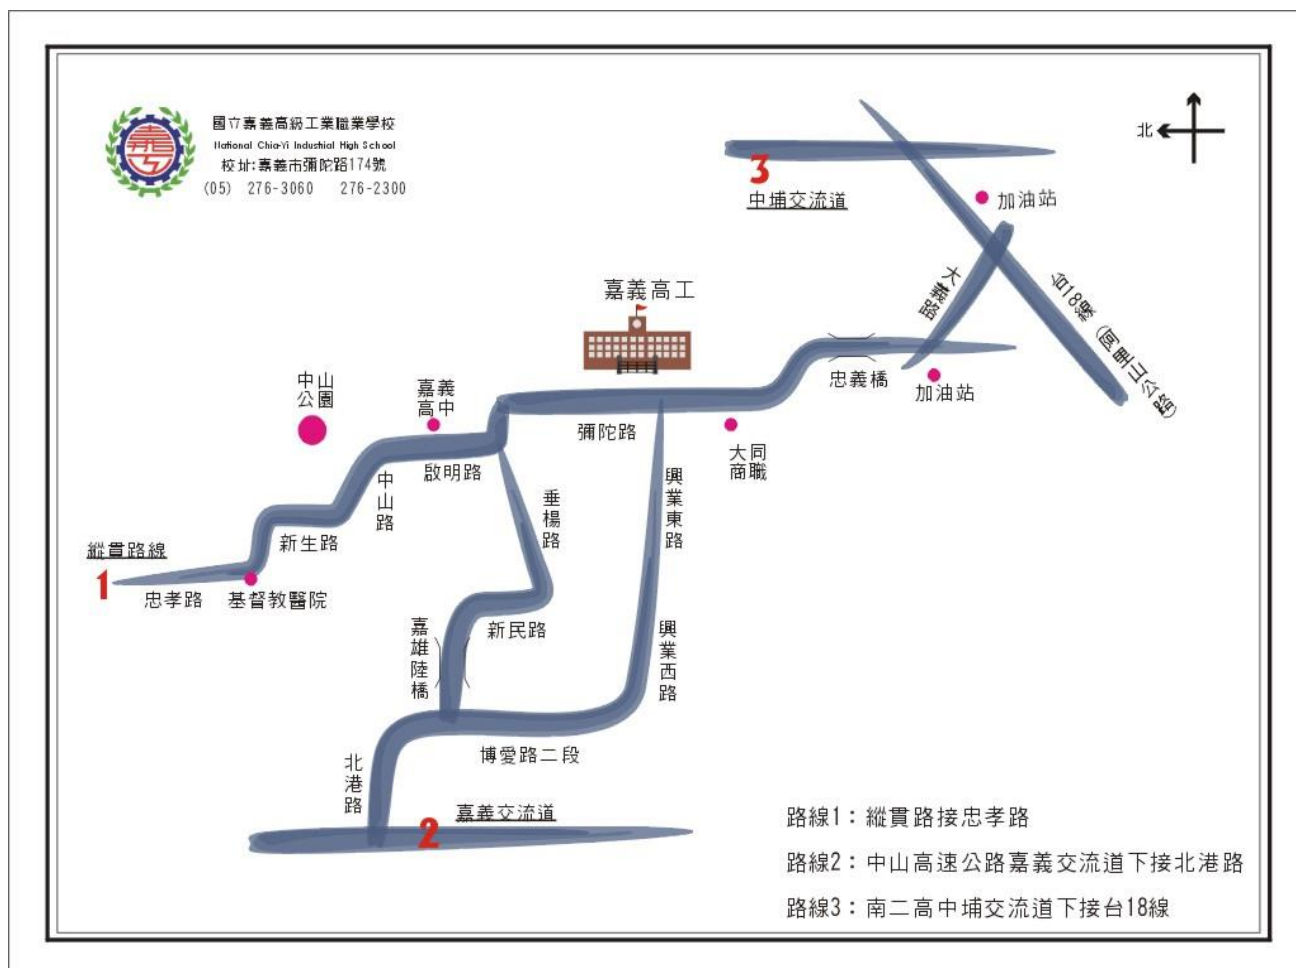 國立嘉義高級工業職業學校
National Chia-Yi Industrial High School
校址:嘉義市彌陀路174號
(05) 276-3060 276-2300
北
3
中埔交流道
加油站
大義路
台18線 (阿里山公路)
嘉義高工
忠義橋
加油站
中山
公園
嘉義
高中
彌陀路
大同
商職
啟明路
中山路
垂楊路
興業東路
新生路
縱貫路線
1
忠孝路
基督教醫院
新民路
嘉雄陸橋
興業西路
博愛路二段
北港路
嘉義交流道
2
路線1：縱貫路接忠孝路
路線2：中山高速公路嘉義交流道下接北港路
路線3：南二高中埔交流道下接台18線